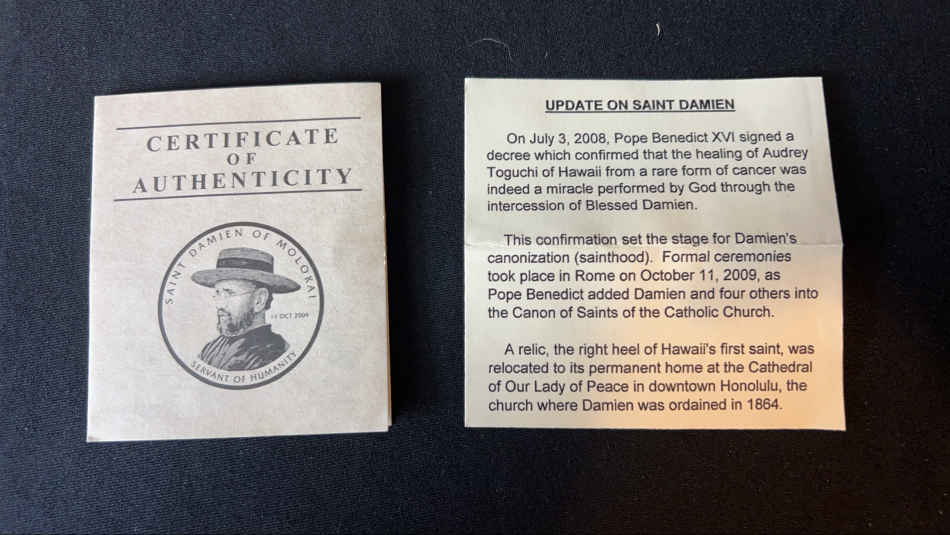 CERTIFICATE
OF
AUTHENTICITY
SAINT DAMIEN OF MOLOKAI
11 OCT 2009
SERVANT OF HUMANITY
UPDATE ON SAINT DAMIEN
On July 3, 2008, Pope Benedict XVI signed a
decree which confirmed that the healing of Audrey
Toguchi of Hawaii from a rare form of cancer was
indeed a miracle performed by God through the
intercession of Blessed Damien.
This confirmation set the stage for Damien's
canonization (sainthood). Formal ceremonies
took place in Rome on October 11, 2009, as
Pope Benedict added Damien and four others into
the Canon of Saints of the Catholic Church.
A relic, the right heel of Hawaii's first saint, was
relocated to its permanent home at the Cathedral
of Our Lady of Peace in downtown Honolulu, the
church where Damien was ordained in 1864.